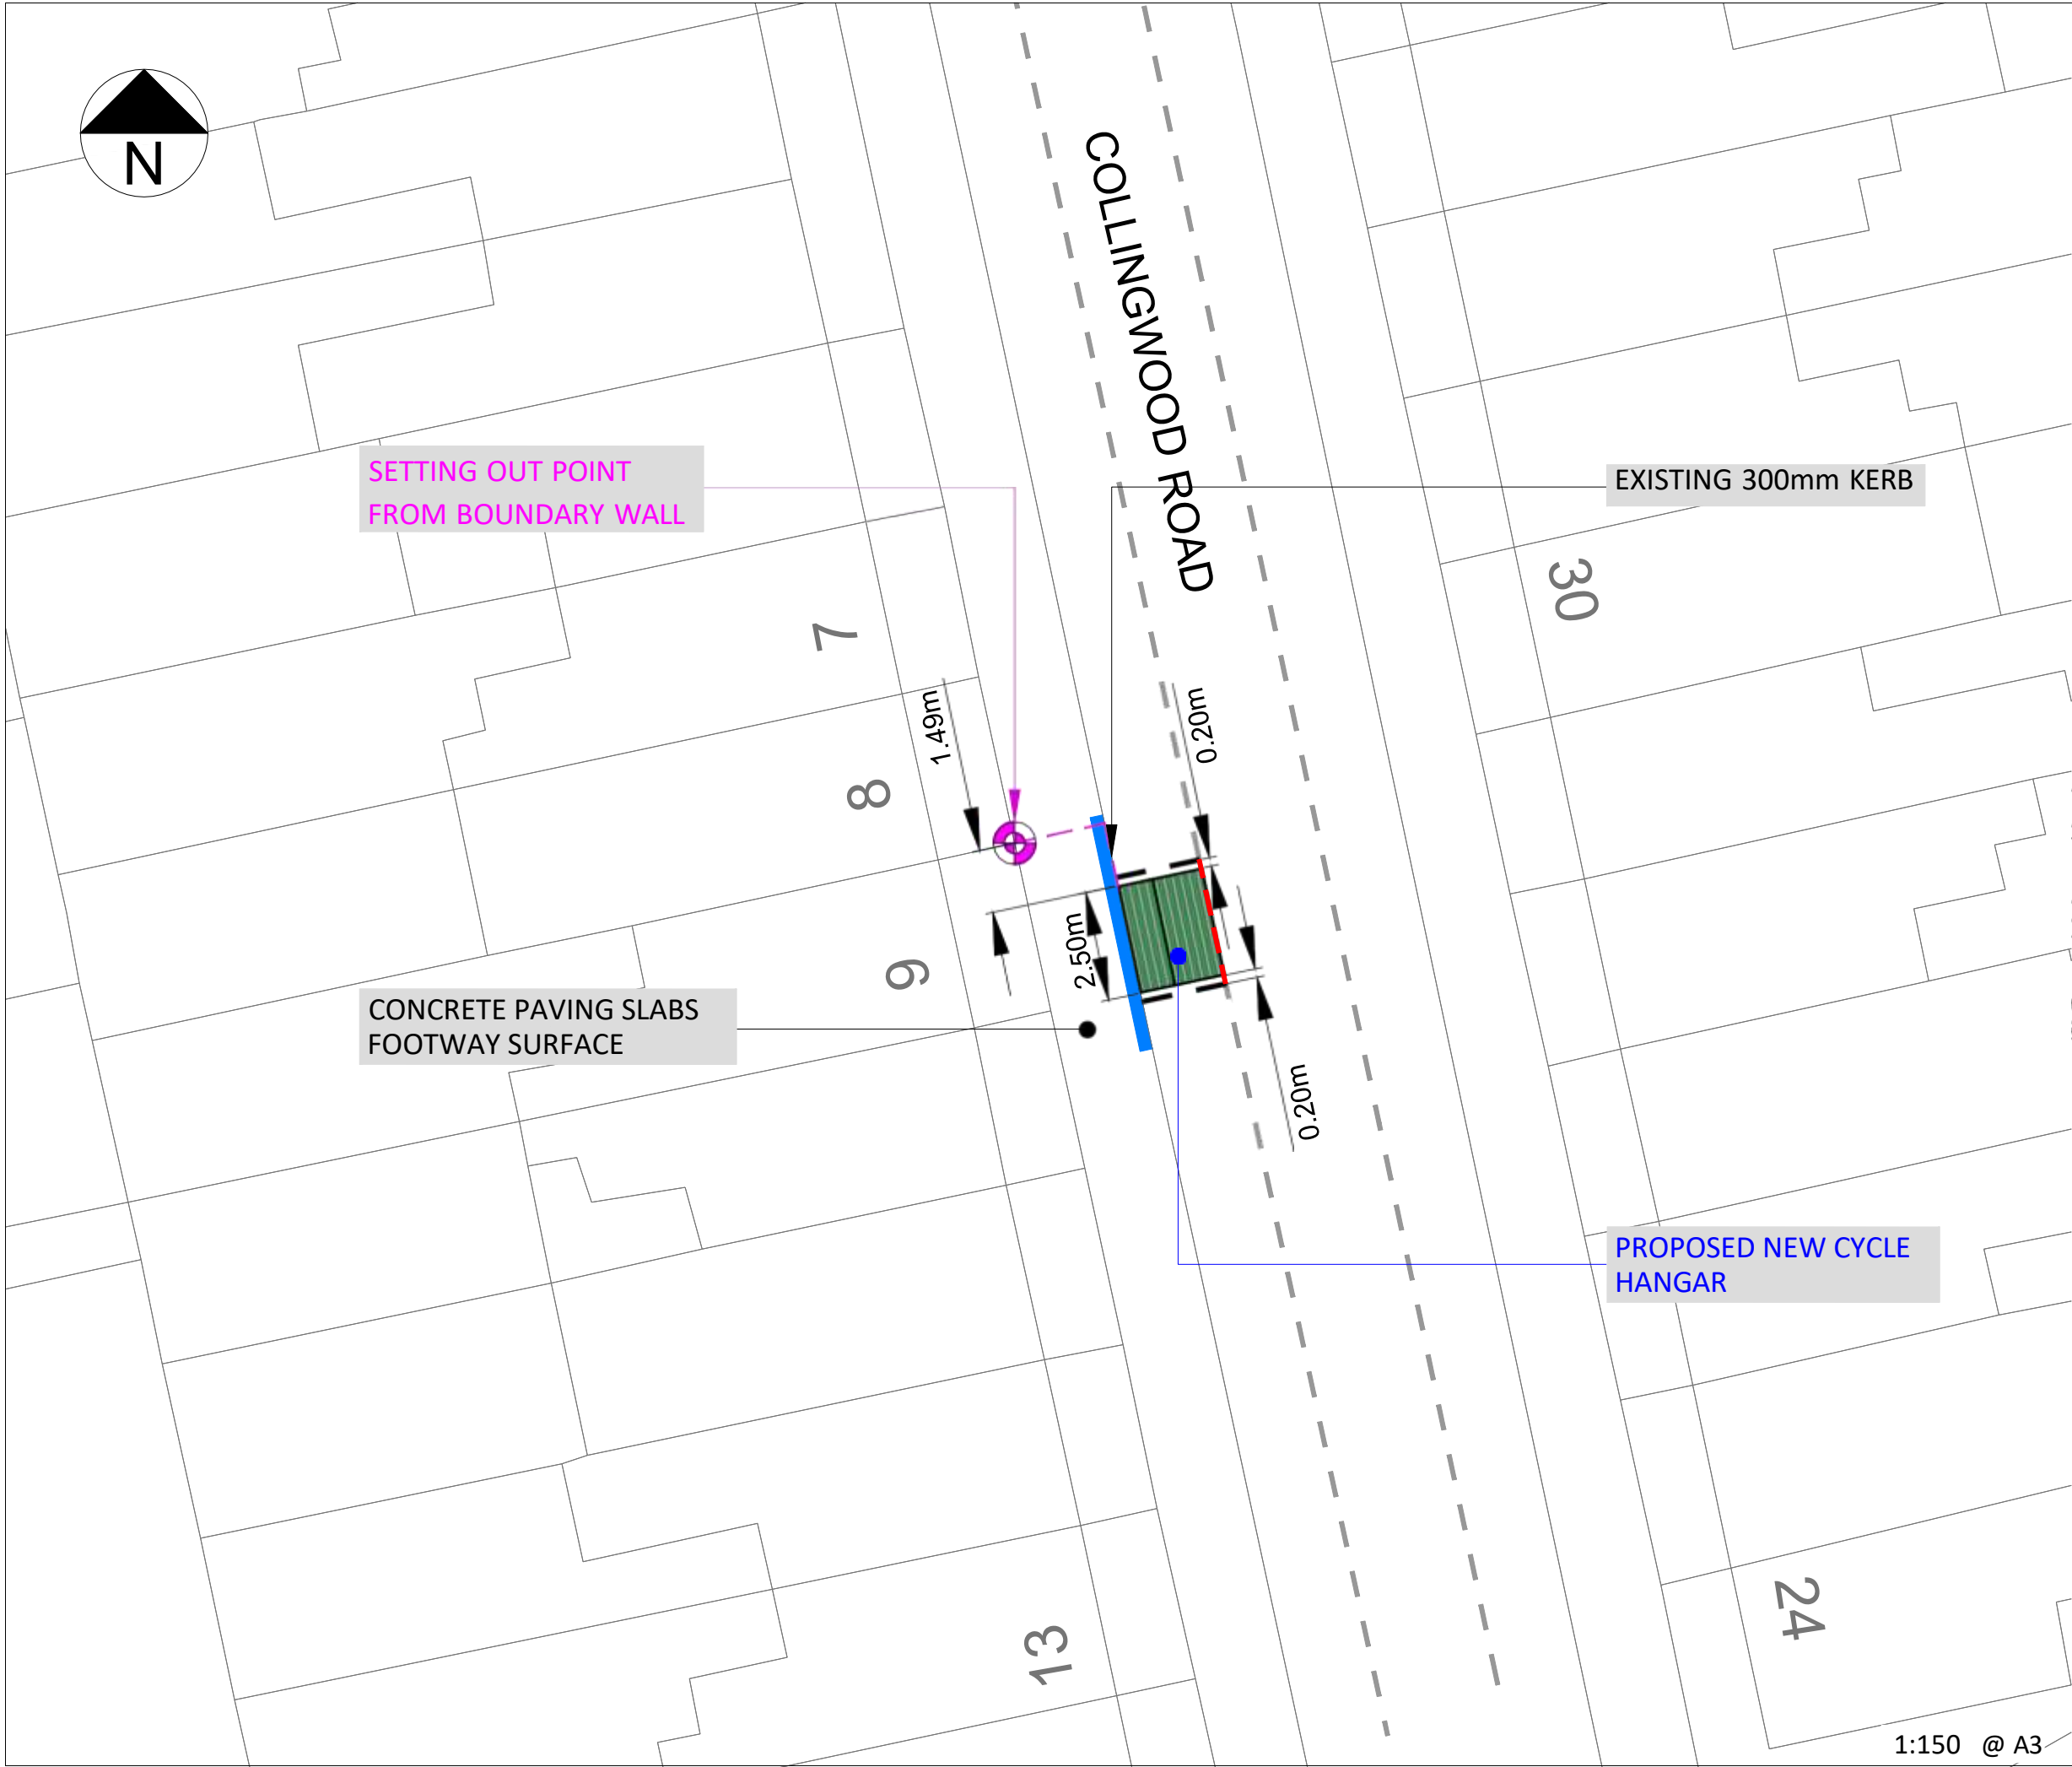 N
COLLINGWOOD ROAD
SETTING OUT POINT
FROM BOUNDARY WALL
EXISTING 300mm KERB
30
7
1.49m
0.20m
8
9
2.50m
CONCRETE PAVING SLABS
FOOTWAY SURFACE
0.20m
PROPOSED NEW CYCLE
HANGAR
24
13
1:150 @ A3